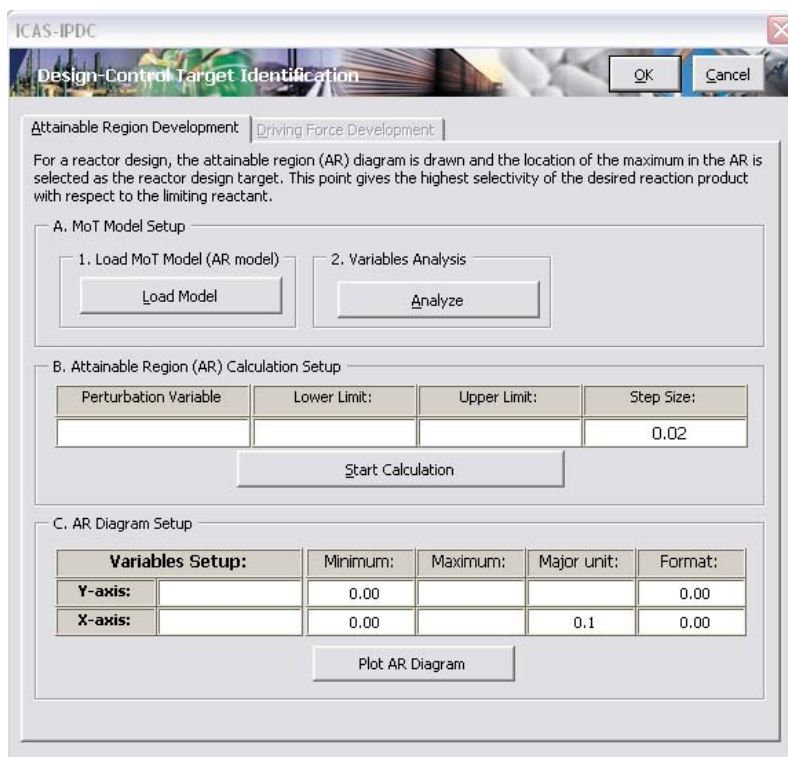 ICAS-IPDC
Design-Control Target Identification
OK
Cancel
Attainable Region Development
Driving Force Development
For a reactor design, the attainable region (AR) diagram is drawn and the location of the maximum in the AR is
selected as the reactor design target. This point gives the highest selectivity of the desired reaction product
with respect to the limiting reactant.
A. MoT Model Setup
1. Load MoT Model (AR model)
2. Variables Analysis
Load Model
Analyze
B. Attainable Region (AR) Calculation Setup
Perturbation Variable Lower Limit: Upper Limit: Step Size:
0.02
Start Calculation
C. AR Diagram Setup
Variables Setup: Minimum: Maximum: Major unit: Format:
Y-axis: 0.00 0.00
X-axis: 0.00 0.1 0.00
Plot AR Diagram